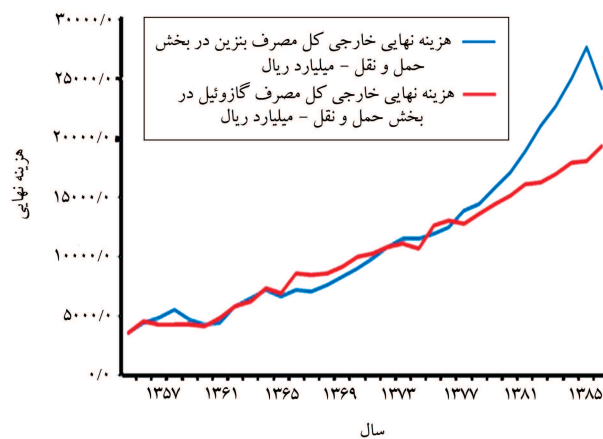 هزینه نهایی خارجی کل مصرف بنزین در بخش
حمل و نقل – میلیارد ریال
هزینه نهایی خارجی کل مصرف گازوئیل در
بخش حمل و نقل – میلیارد ریال
هزینه نهایی
۳۰۰۰۰/۰
۲۵۰۰۰/۰
۲۰۰۰۰/۰
۱۵۰۰۰/۰
۱۰۰۰۰/۰
۵۰۰۰/۰
۰/۰
۱۳۵۷ ۱۳۶۱ ۱۳۶۵ ۱۳۶۹ ۱۳۷۳ ۱۳۷۷ ۱۳۸۱ ۱۳۸۵
سال